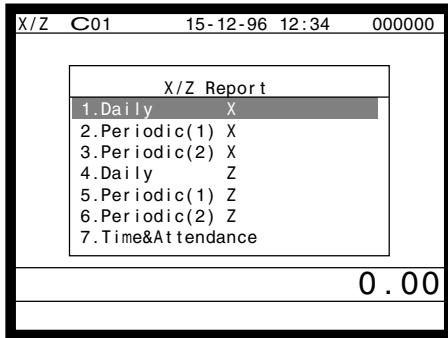 X/Z C01 15-12-96 12:34 000000
X/Z Report
1.Daily X
2.Periodic(1) X
3.Periodic(2) X
4.Daily Z
5.Periodic(1) Z
6.Periodic(2) Z
7.Time&Attendance
0.00